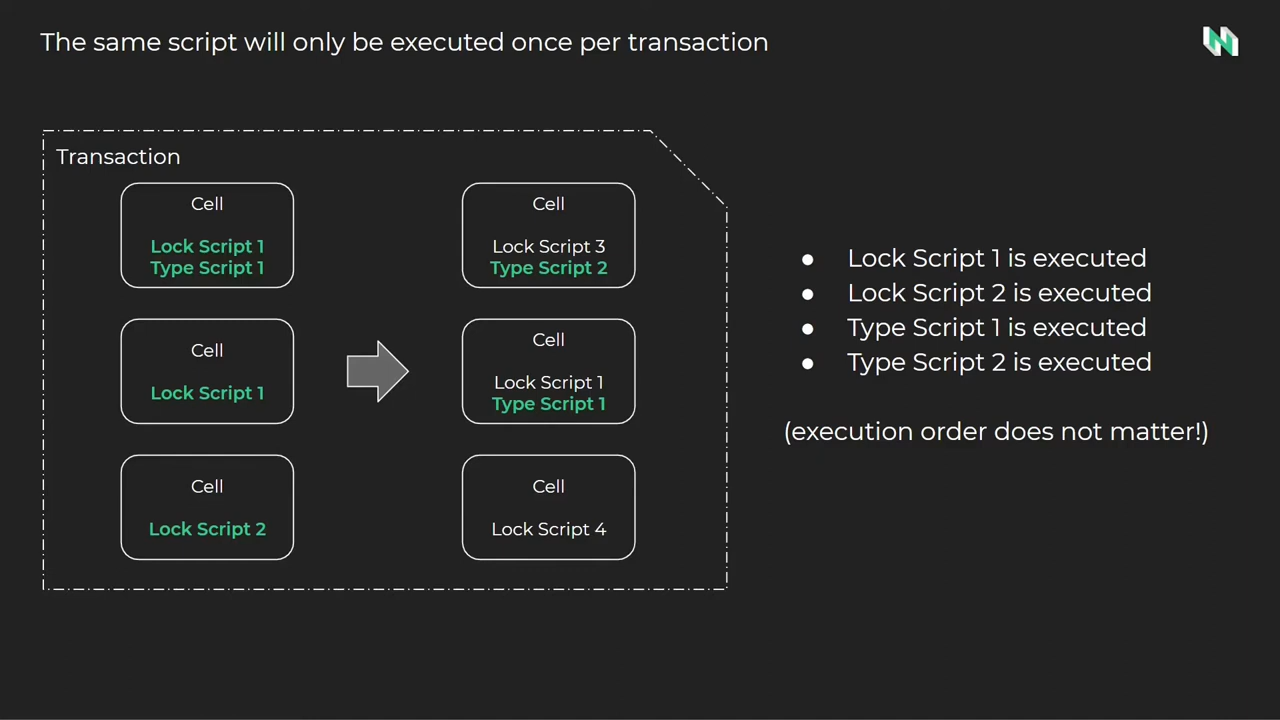 The same script will only be executed once per transaction
Transaction
Cell
Lock Script 1
Type Script 1
Cell
Lock Script 1
Cell
Lock Script 2
Cell
Lock Script 3
Type Script 2
Cell
Lock Script 1
Type Script 1
Cell
Lock Script 4
● Lock Script 1 is executed
● Lock Script 2 is executed
● Type Script 1 is executed
● Type Script 2 is executed
(execution order does not matter!)